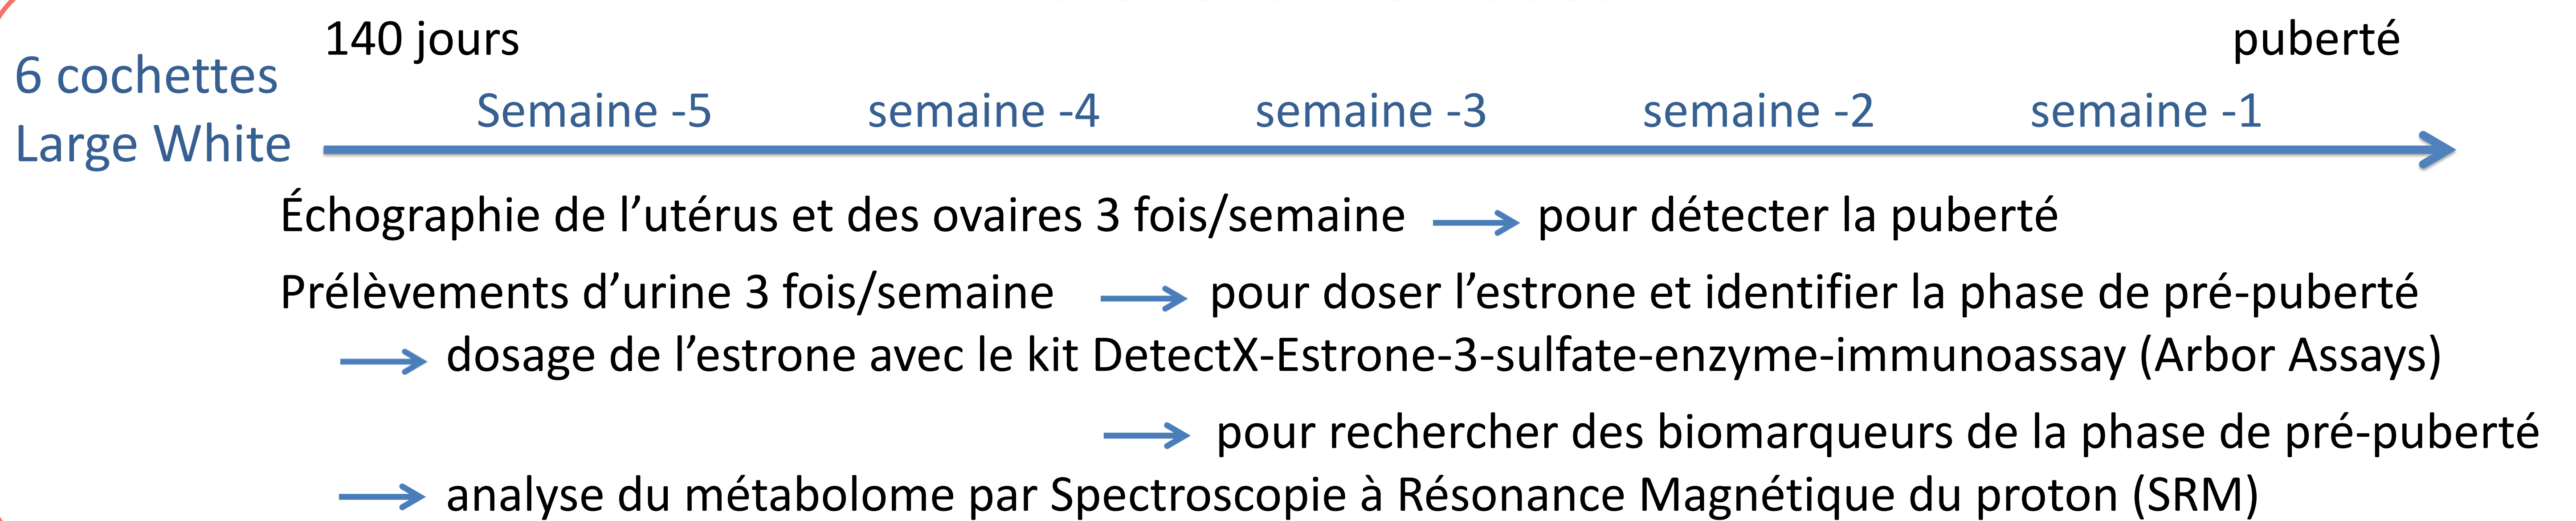 140 jours
puberté
6 cochettes
Large White
Semaine -5
semaine -4
semaine -3
semaine -2
semaine -1
Échographie de l’utérus et des ovaires 3 fois/semaine pour détecter la puberté
Prélèvements d’urine 3 fois/semaine pour doser l’estrone et identifier la phase de pré-puberté
dosage de l’estrone avec le kit DetectX-Estrone-3-sulfate-enzyme-immunoassay (Arbor Assays)
pour rechercher des biomarqueurs de la phase de pré-puberté
analyse du métabolome par Spectroscopie à Résonance Magnétique du proton (SRM)